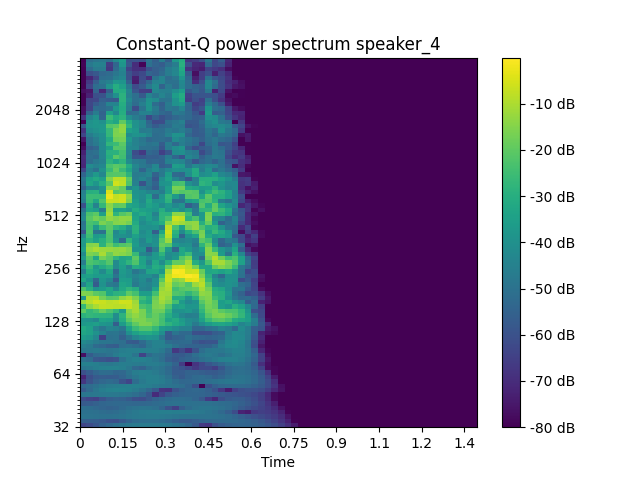 Constant-Q power spectrum speaker_4
Hz
2048
1024
512
256
128
64
32
0 0.15 0.3 0.45 0.6 0.75 0.9 1.1 1.2 1.4
Time
-10 dB
-20 dB
-30 dB
-40 dB
-50 dB
-60 dB
-70 dB
-80 dB